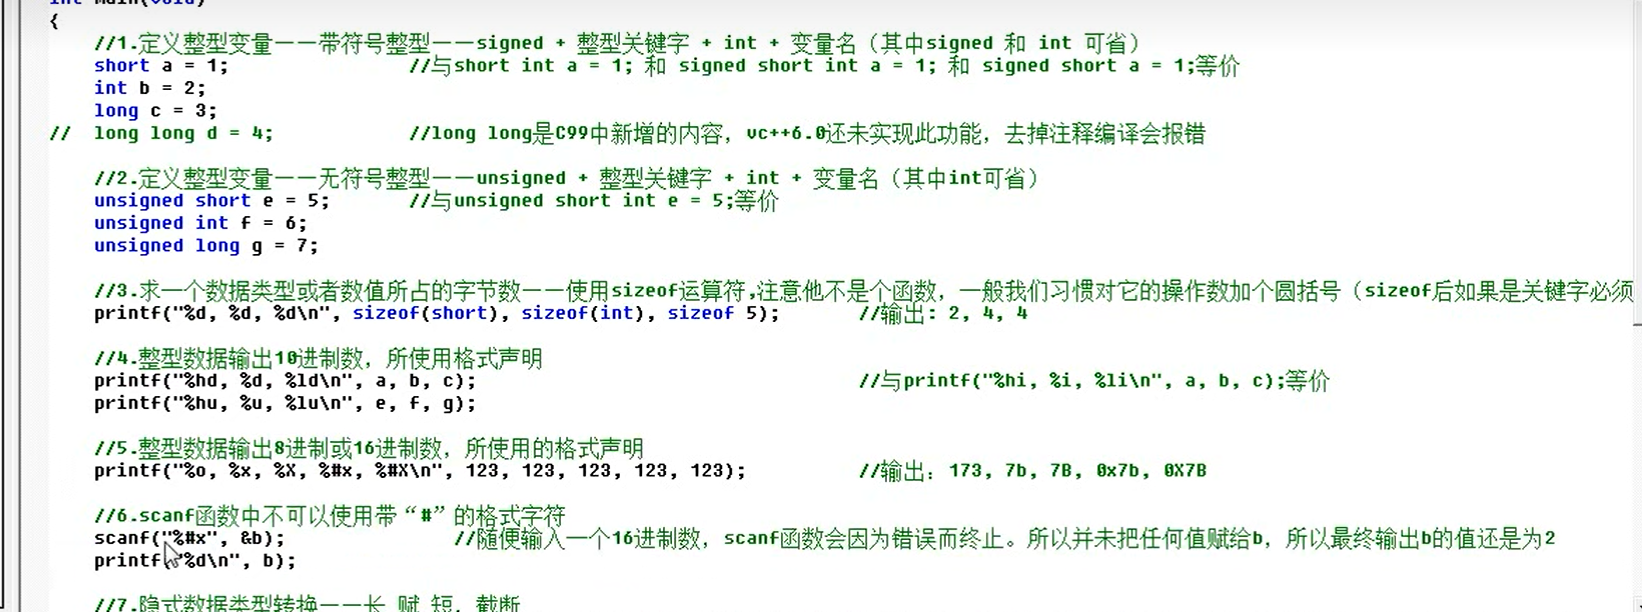 int main(void)
{
//1.定义整型变量——带符号整型——signed + 整型关键字 + int + 变量名（其中signed 和 int 可省）
short a = 1; //与short int a = 1; 和 signed short int a = 1; 和 signed short a = 1;等价
int b = 2;
long c = 3;
// long long d = 4; //long long是C99中新增的内容，vc++6.0还未实现此功能，去掉注释编译会报错
//2.定义整型变量——无符号整型——unsigned + 整型关键字 + int + 变量名（其中int可省）
unsigned short e = 5; //与unsigned short int e = 5;等价
unsigned int f = 6;
unsigned long g = 7;
//3.求一个数据类型或者数值所占的字节数——使用sizeof运算符,注意他不是个函数，一般我们习惯对它的操作数加个圆括号（sizeof后如果是关键字必须
printf("%d, %d, %d\n", sizeof(short), sizeof(int), sizeof 5); //输出: 2, 4, 4
//4.整型数据输出10进制数，所使用格式声明
printf("%hd, %d, %ld\n", a, b, c); //与printf("%hi, %i, %li\n", a, b, c);等价
printf("%hu, %u, %lu\n", e, f, g);
//5.整型数据输出8进制或16进制数，所使用的格式声明
printf("%o, %x, %X, %#x, %#X\n", 123, 123, 123, 123, 123); //输出：173, 7b, 7B, 0x7b, 0X7B
//6.scanf函数中不可以使用带“#”的格式字符
scanf("%#x", &b); //随便输入一个16进制数，scanf函数会因为错误而终止。所以并未把任何值赋给b，所以最终输出b的值还是为2
printf("%d\n", b);
//7.隐式数据类型转换——长 赋 短，截断